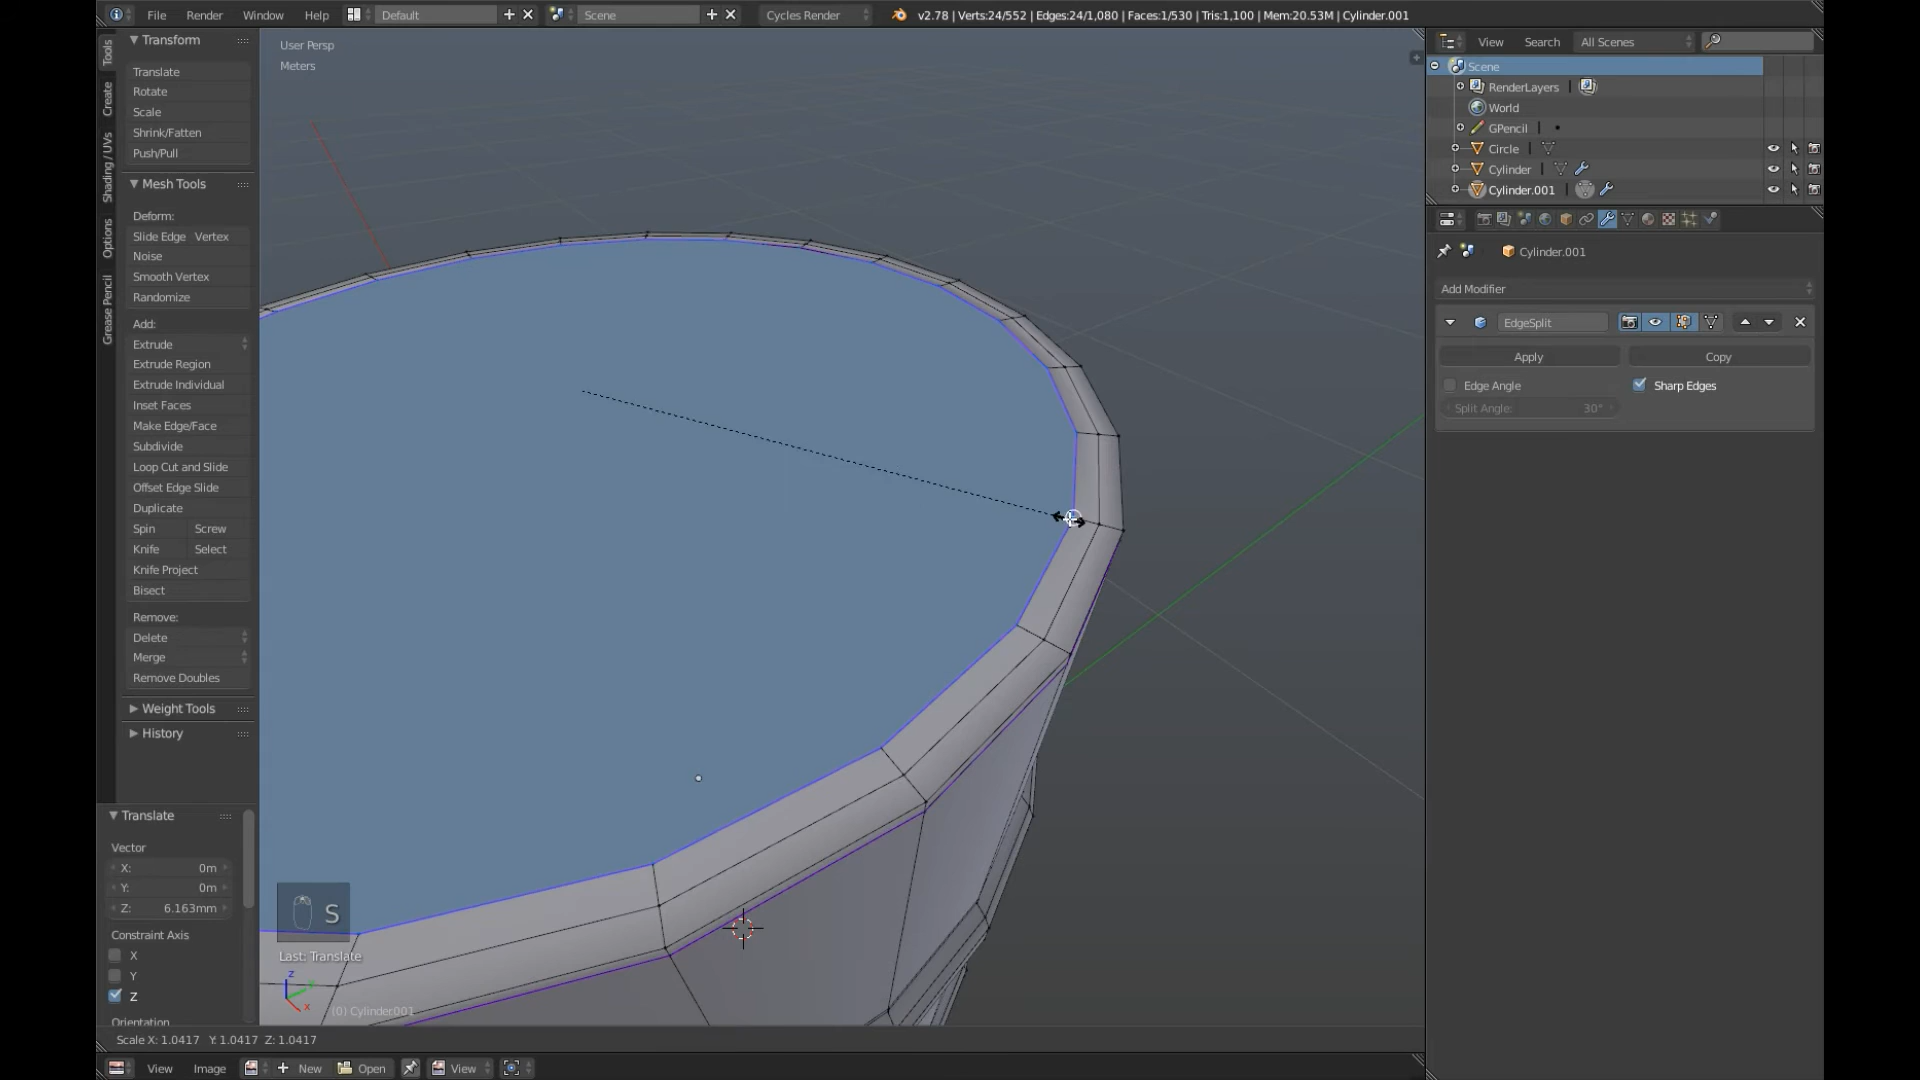 File Render Window Help Default Scene Cycles Render v2.78 | Verts:24/552 | Edges:24/1,080 | Faces:1/530 | Tris:1,100 | Mem:20.53M | Cylinder.001
Tools
Create
Shading / UVs
Options
Grease Pencil
Transform
Translate
Rotate
Scale
Shrink/Fatten
Push/Pull
Mesh Tools
Deform:
Slide Edge Vertex
Noise
Smooth Vertex
Randomize
Add:
Extrude
Extrude Region
Extrude Individual
Inset Faces
Make Edge/Face
Subdivide
Loop Cut and Slide
Offset Edge Slide
Duplicate
Spin Screw
Knife Select
Knife Project
Bisect
Remove:
Delete
Merge
Remove Doubles
Weight Tools
History
Translate
Vector
X: 0m
Y: 0m
Z: 6.163mm
Constraint Axis
X
Y
Z
Orientation
User Persp
Meters
S
Last: Translate
z
x
(0) Cylinder.001
Scale X: 1.0417 Y: 1.0417 Z: 1.0417
View Image New Open View
View Search All Scenes
Scene
RenderLayers
World
GPencil
Circle
Cylinder
Cylinder.001
Cylinder.001
Add Modifier
EdgeSplit
Apply Copy
Edge Angle Sharp Edges
Split Angle: 30°